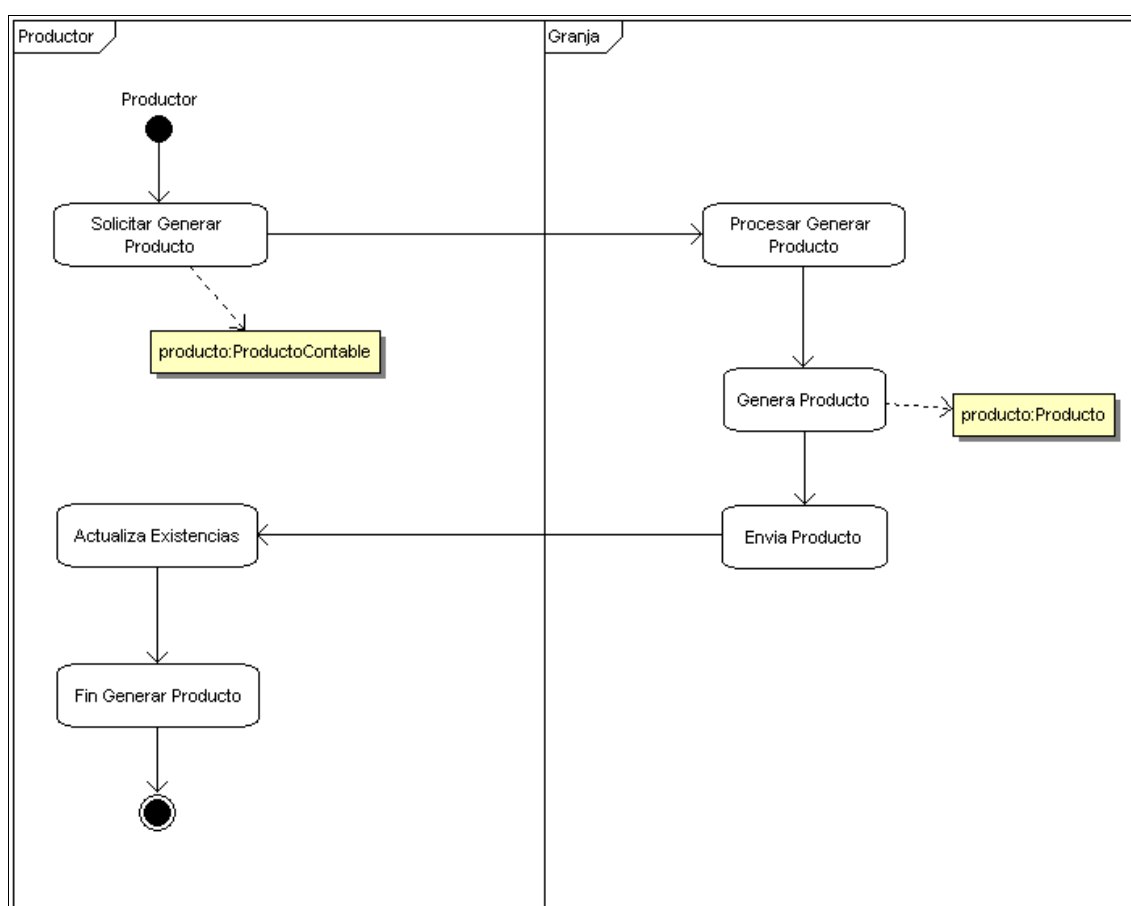 Productor
Granja
Productor
Solicitar Generar
Producto
Procesar Generar
Producto
producto:ProductoContable
Genera Producto
producto:Producto
Actualiza Existencias
Envia Producto
Fin Generar Producto